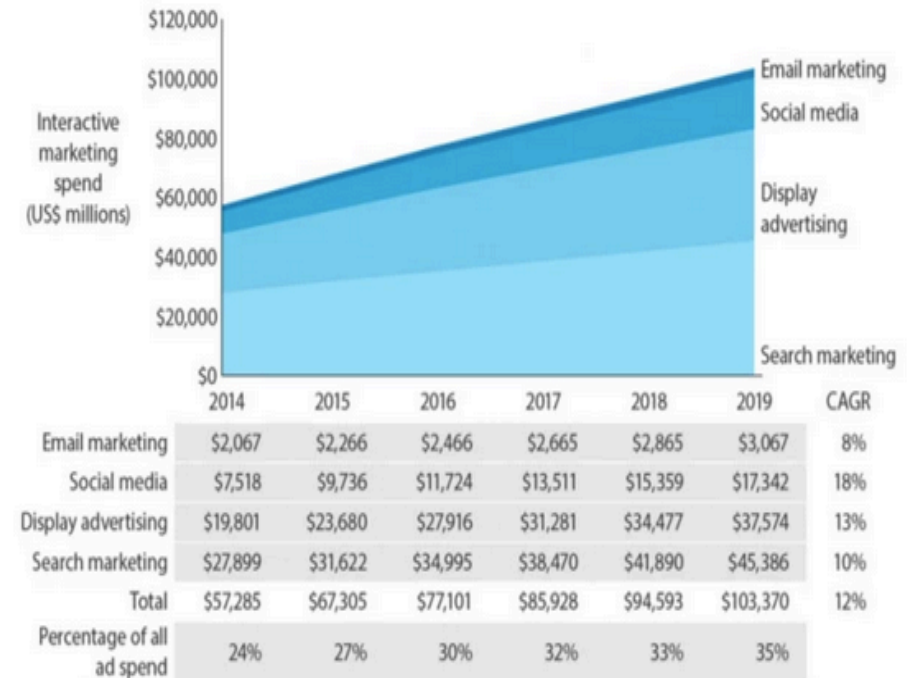 $120,000
$100,000
$80,000
$60,000
$40,000
$20,000
$0
Interactive
marketing
spend
(US$ millions)
Email marketing
Social media
Display
advertising
Search marketing
2014 2015 2016 2017 2018 2019 CAGR
Email marketing $2,067 $2,266 $2,466 $2,665 $2,865 $3,067 8%
Social media $7,518 $9,736 $11,724 $13,511 $15,359 $17,342 18%
Display advertising $19,801 $23,680 $27,916 $31,281 $34,477 $37,574 13%
Search marketing $27,899 $31,622 $34,995 $38,470 $41,890 $45,386 10%
Total $57,285 $67,305 $77,101 $85,928 $94,593 $103,370 12%
Percentage of all
ad spend 24% 27% 30% 32% 33% 35%